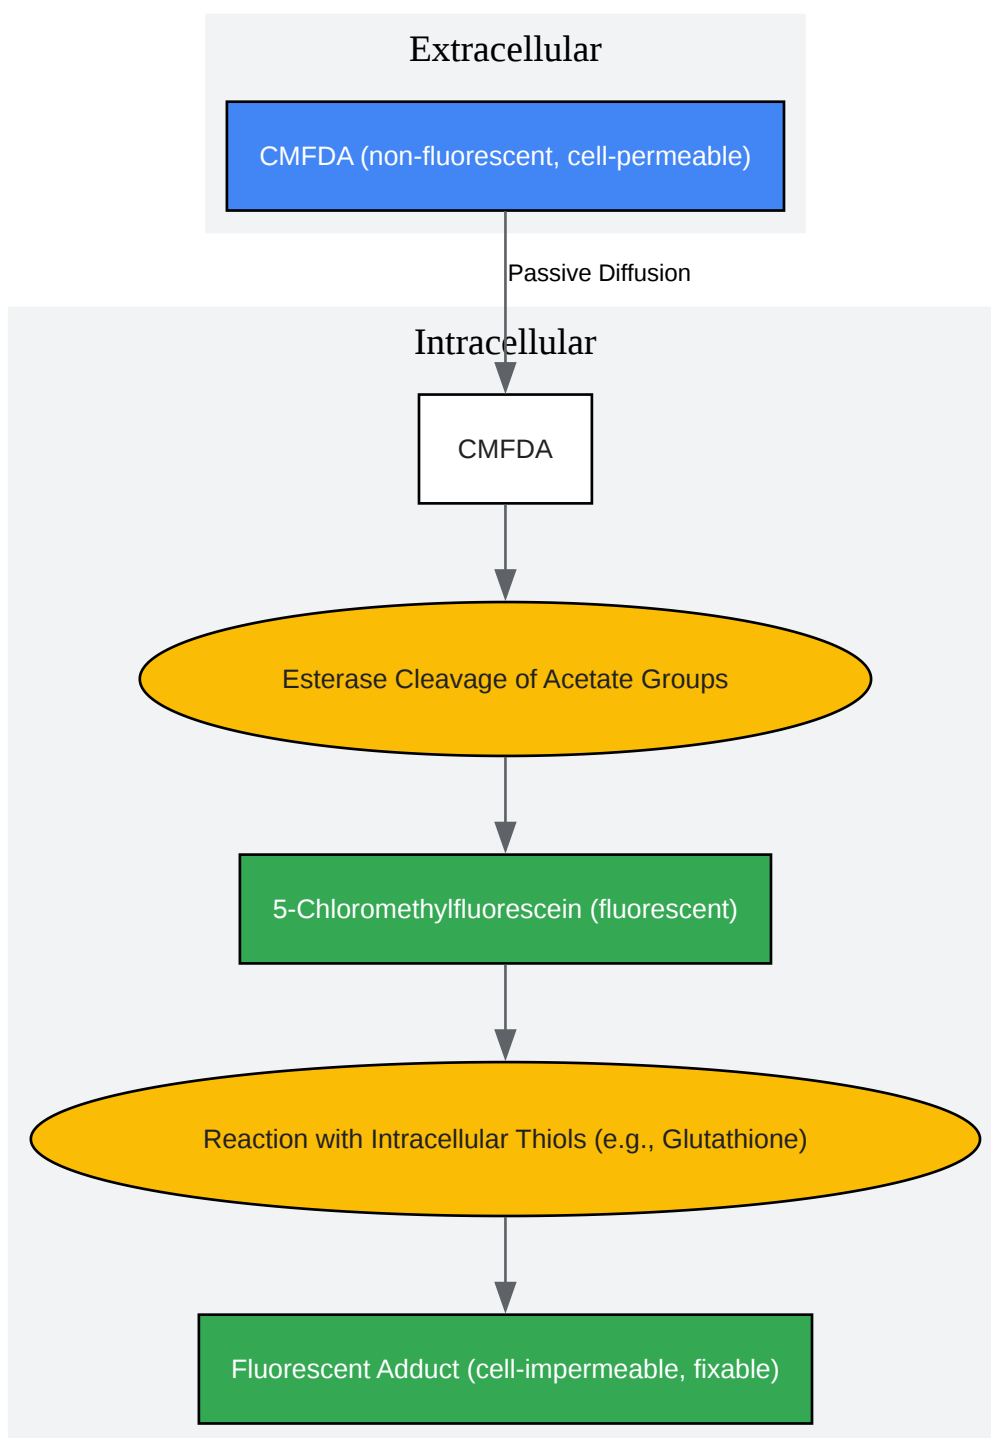 Extracellular
CMFDA (non-fluorescent, cell-permeable)
Passive Diffusion
Intracellular
CMFDA
Esterase Cleavage of Acetate Groups
5-Chloromethylfluorescein (fluorescent)
Reaction with Intracellular Thiols (e.g., Glutathione)
Fluorescent Adduct (cell-impermeable, fixable)